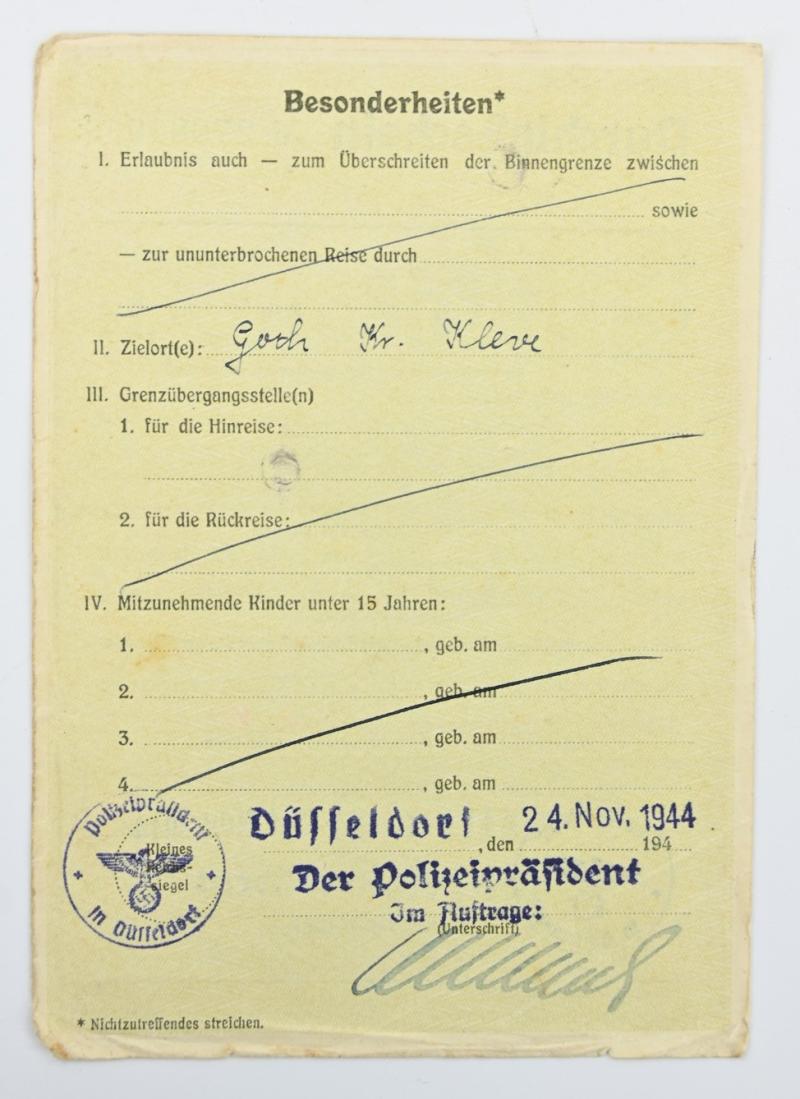 Besonderheiten*
I. Erlaubnis auch — zum Überschreiten der Binnengrenze zwischen
sowie
— zur ununterbrochenen Reise durch
II. Zielort(e): Goch Kr. Kleve
III. Grenzübergangsstelle(n)
1. für die Hinreise:
2. für die Rückreise:
IV. Mitzunehmende Kinder unter 15 Jahren:
1. , geb. am
2. , geb. am
3. , geb. am
4. , geb. am
Polizeipräsident
in Düsseldorf
Kleines
Reichs-
siegel
Düsseldorf , den 24. Nov. 1944
194
Der Polizeipräsident
Im Auftrage:
(Unterschrift)
* Nichtzutreffendes streichen.